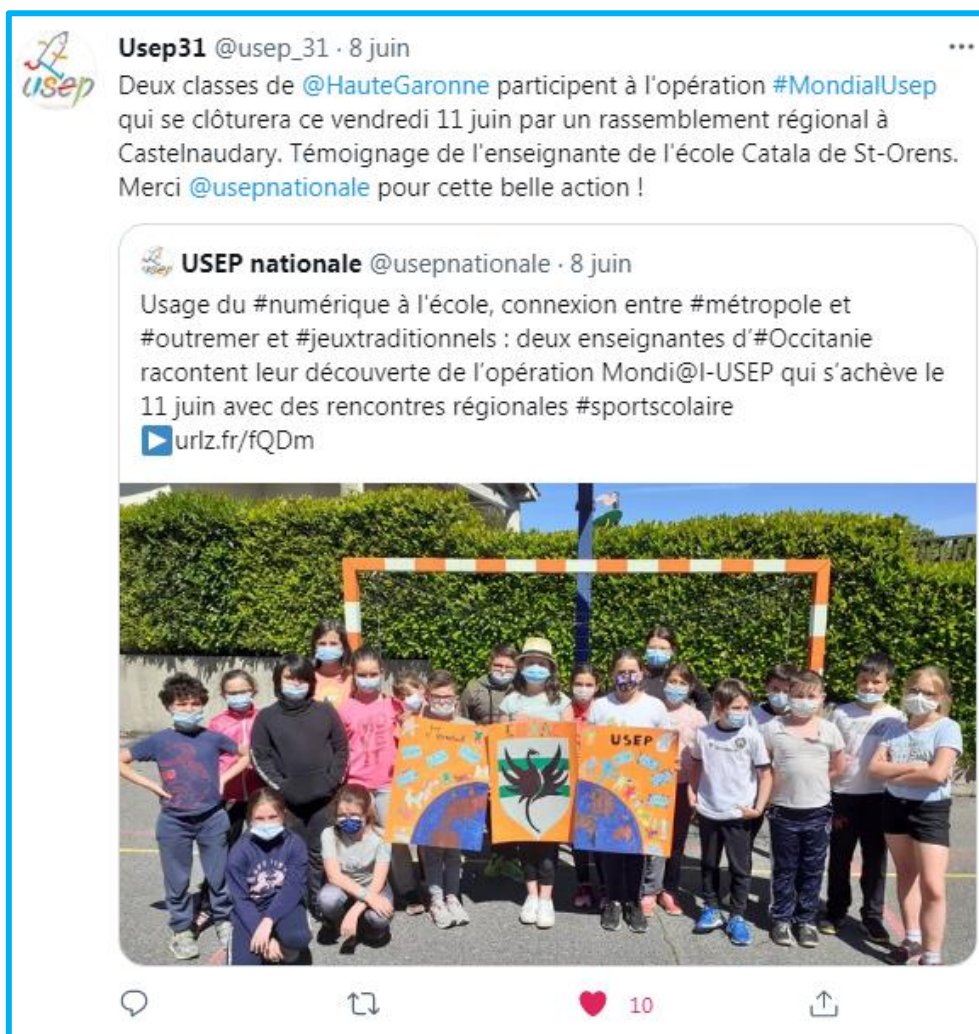 usep
Usep31 @usep_31 · 8 juin
Deux classes de @HauteGaronne participent à l'opération #MondialUsep
qui se clôturera ce vendredi 11 juin par un rassemblement régional à
Castelnaudary. Témoignage de l'enseignante de l'école Catala de St-Orens.
Merci @usepnationale pour cette belle action !
usep USEP nationale @usepnationale · 8 juin
Usage du #numérique à l'école, connexion entre #métropole et
#outremer et #jeuxtraditionnels : deux enseignantes d'#Occitanie
racontent leur découverte de l'opération Mondi@l-USEP qui s'achève le
11 juin avec des rencontres régionales #sportscolaire
urlz.fr/fQDm
USEP
10